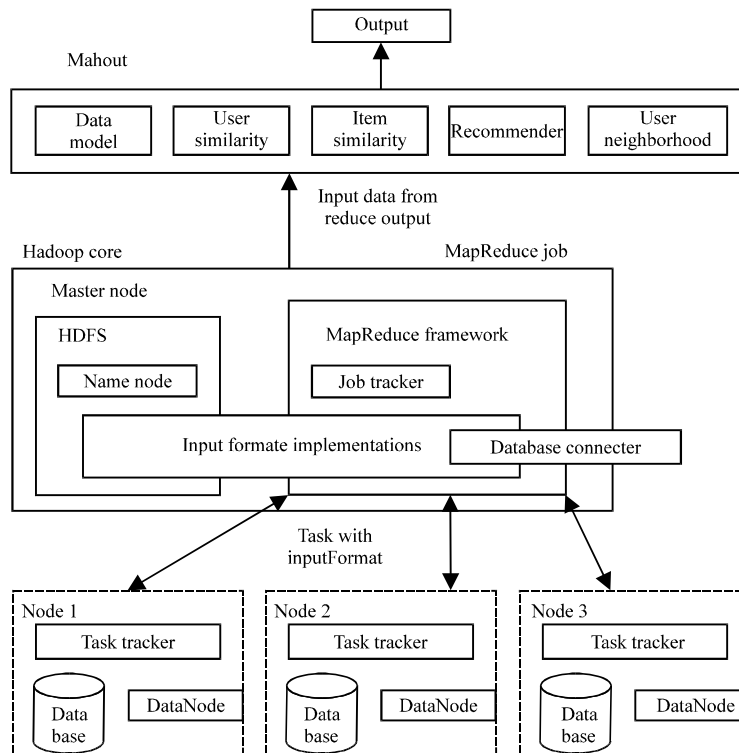 Output
Mahout
Data
model
User
similarity
Item
similarity
Recommender
User
neighborhood
Input data from
reduce output
Hadoop core
MapReduce job
Master node
HDFS
MapReduce framework
Name node
Job tracker
Input formate implementations
Database connecter
Task with
inputFormat
Node 1
Task tracker
Data
base
DataNode
Node 2
Task tracker
Data
base
DataNode
Node 3
Task tracker
Data
base
DataNode